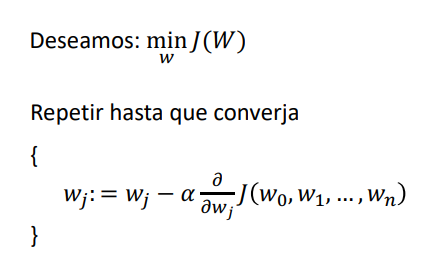 Deseamos: min J(W)
w
Repetir hasta que converja
{
wⱼ := wⱼ − α ∂/∂wⱼ J(w₀, w₁, … , wₙ)
}